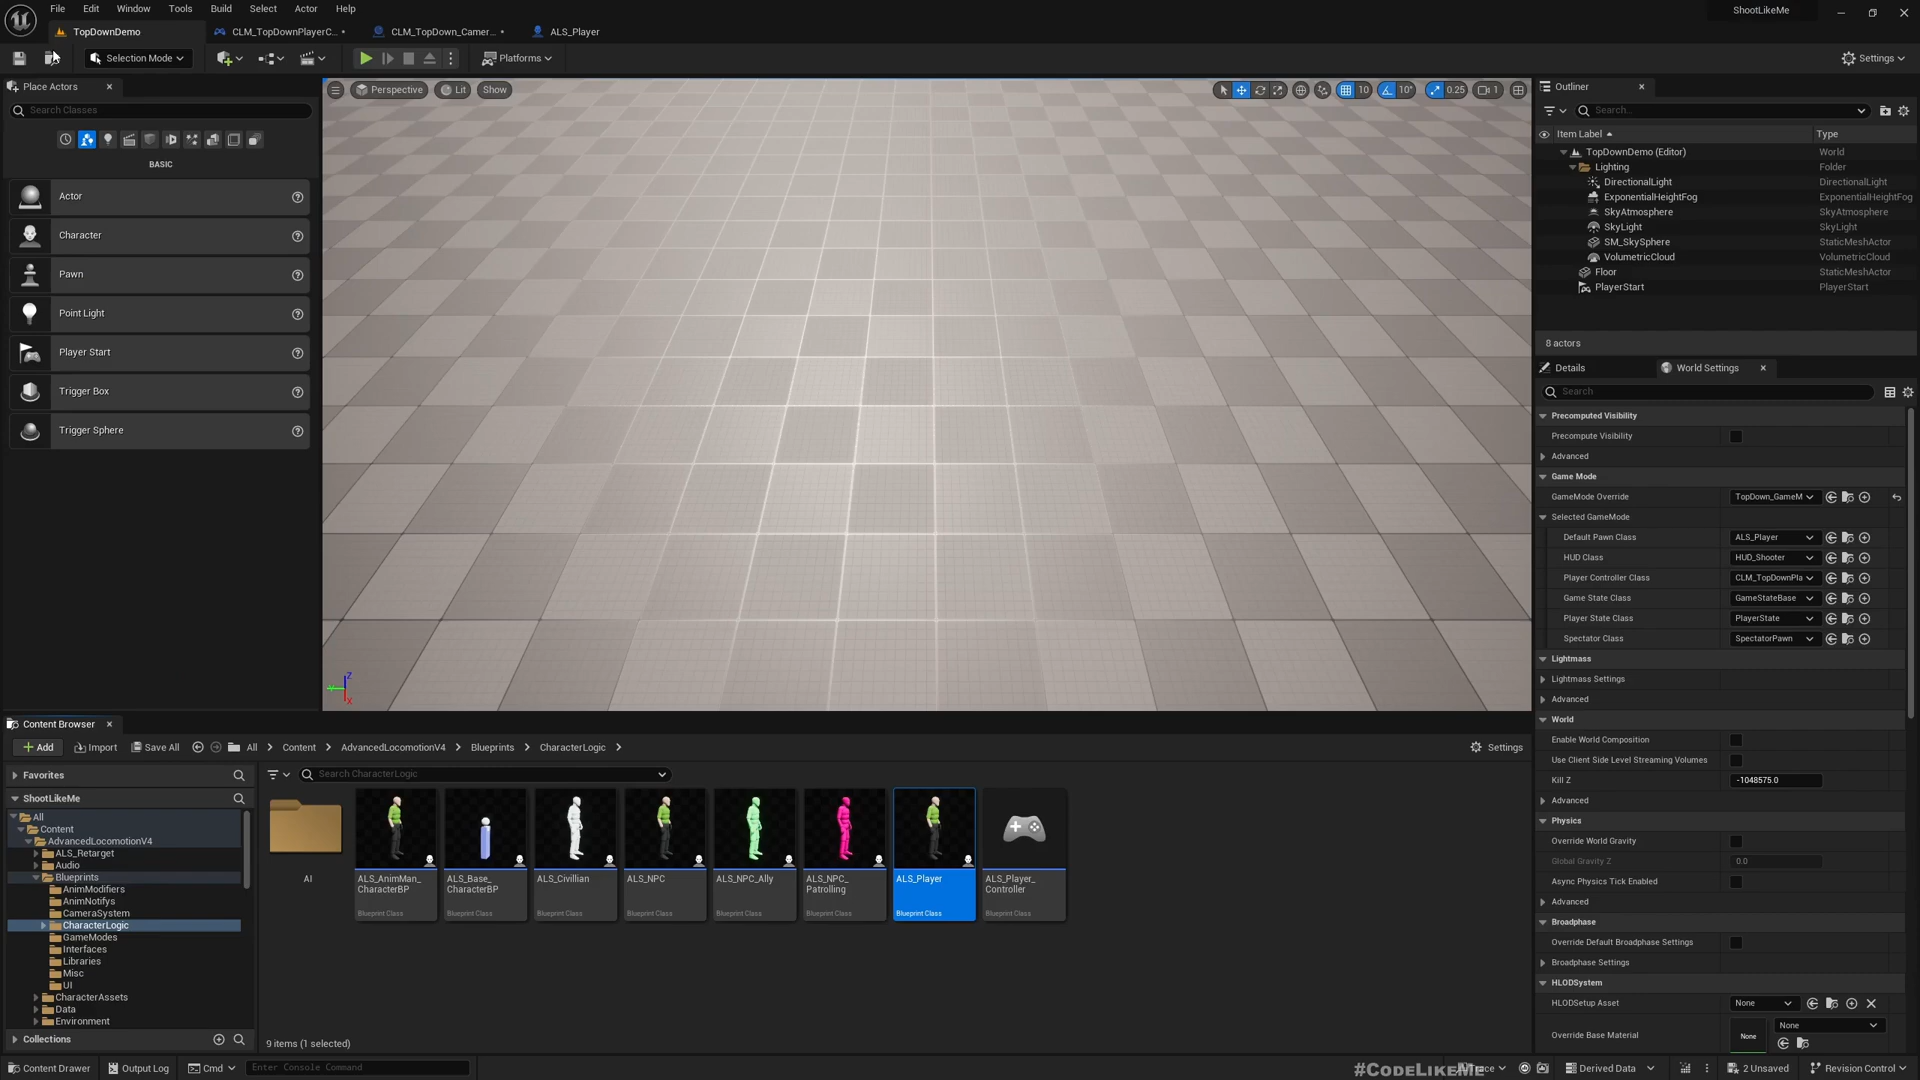 File Edit Window Tools Build Select Actor Help
ShootLikeMe
TopDownDemo CLM_TopDownPlayerC... • CLM_TopDown_Camer... • ALS_Player
Selection Mode Platforms Settings
Place Actors
Search Classes
BASIC
Actor
Character
Pawn
Point Light
Player Start
Trigger Box
Trigger Sphere
Perspective Lit Show
10 10° 0.25 1
Z
X
Outliner
Search...
Item Label Type
TopDownDemo (Editor) World
Lighting Folder
DirectionalLight DirectionalLight
ExponentialHeightFog ExponentialHeightFog
SkyAtmosphere SkyAtmosphere
SkyLight SkyLight
SM_SkySphere StaticMeshActor
VolumetricCloud VolumetricCloud
Floor StaticMeshActor
PlayerStart PlayerStart
8 actors
Details World Settings
Search
Precomputed Visibility
Precompute Visibility
Advanced
Game Mode
GameMode Override TopDown_GameM
Selected GameMode
Default Pawn Class ALS_Player
HUD Class HUD_Shooter
Player Controller Class CLM_TopDownPla
Game State Class GameStateBase
Player State Class PlayerState
Spectator Class SpectatorPawn
Lightmass
Lightmass Settings
Advanced
World
Enable World Composition
Use Client Side Level Streaming Volumes
Kill Z -1048575.0
Advanced
Physics
Override World Gravity
Global Gravity Z 0.0
Async Physics Tick Enabled
Advanced
Broadphase
Override Default Broadphase Settings
Broadphase Settings
HLODSystem
HLODSetup Asset None
Override Base Material None None
Content Browser
Add Import Save All All > Content > AdvancedLocomotionV4 > Blueprints > CharacterLogic > Settings
Favorites
ShootLikeMe
All
Content
AdvancedLocomotionV4
ALS_Retarget
Audio
Blueprints
AnimModifiers
AnimNotifys
CameraSystem
CharacterLogic
GameModes
Interfaces
Libraries
Misc
UI
CharacterAssets
Data
Environment
Collections
Search CharacterLogic
AI
ALS_AnimMan_
CharacterBP
Blueprint Class
ALS_Base_
CharacterBP
Blueprint Class
ALS_Civillian
Blueprint Class
ALS_NPC
Blueprint Class
ALS_NPC_Ally
Blueprint Class
ALS_NPC_
Patrolling
Blueprint Class
ALS_Player
Blueprint Class
ALS_Player_
Controller
Blueprint Class
9 items (1 selected)
Content Drawer Output Log Cmd Enter Console Command
#CodeLikeMe
Derived Data 2 Unsaved Revision Control